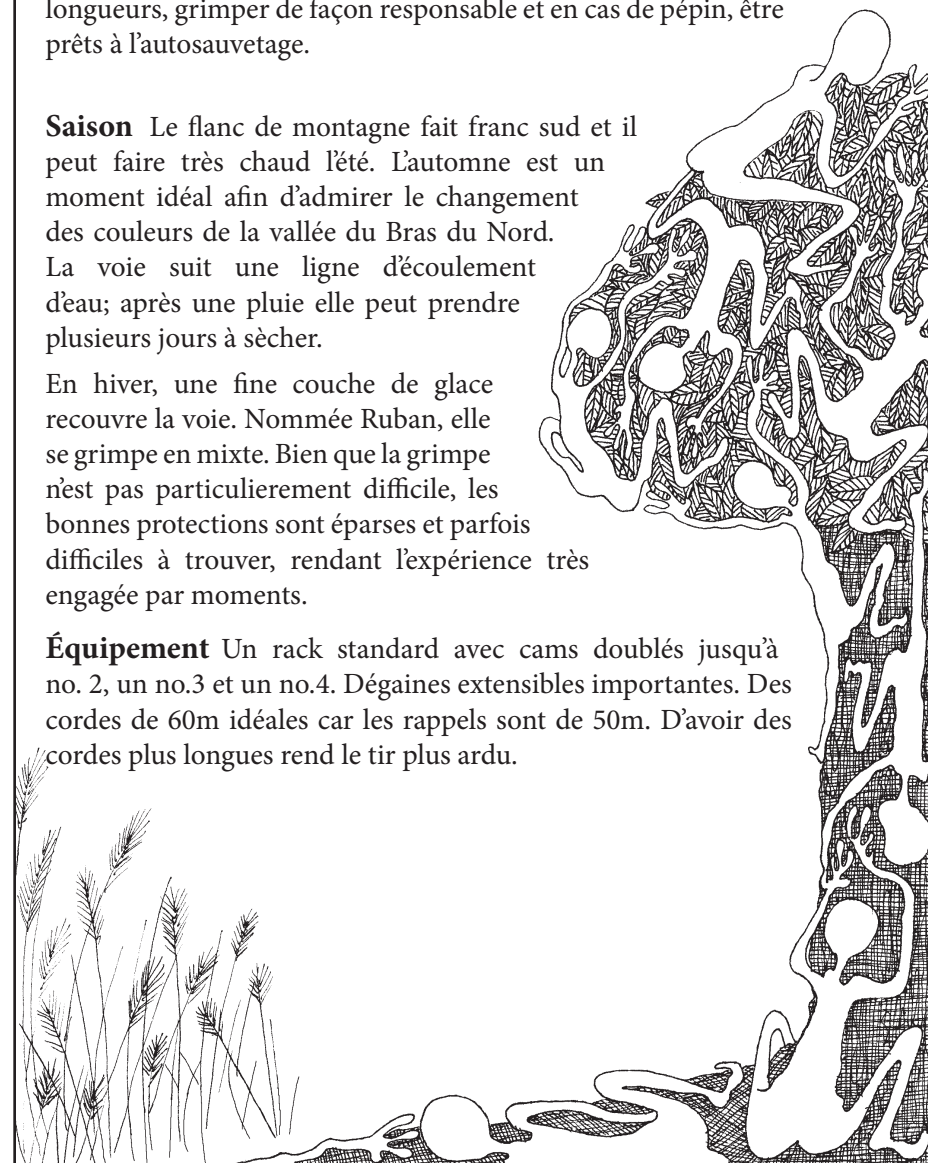 longueurs, grimper de façon responsable et en cas de pépin, être
prêts à l’autosauvetage.
Saison Le flanc de montagne fait franc sud et il
peut faire très chaud l’été. L’automne est un
moment idéal afin d’admirer le changement
des couleurs de la vallée du Bras du Nord.
La voie suit une ligne d’écoulement
d’eau; après une pluie elle peut prendre
plusieurs jours à sècher.
En hiver, une fine couche de glace
recouvre la voie. Nommée Ruban, elle
se grimpe en mixte. Bien que la grimpe
n’est pas particulierement difficile, les
bonnes protections sont éparses et parfois
difficiles à trouver, rendant l’expérience très
engagée par moments.
Équipement Un rack standard avec cams doublés jusqu’à
no. 2, un no.3 et un no.4. Dégaines extensibles importantes. Des
cordes de 60m idéales car les rappels sont de 50m. D’avoir des
cordes plus longues rend le tir plus ardu.